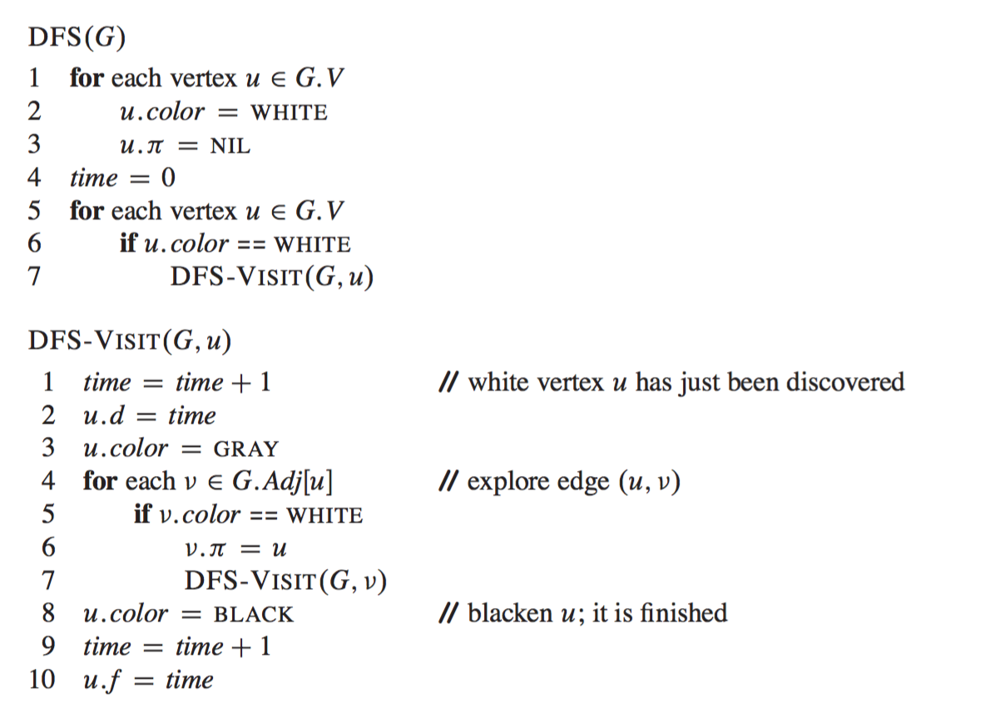 DFS(G)
1 for each vertex u ∈ G.V
2 u.color = WHITE
3 u.π = NIL
4 time = 0
5 for each vertex u ∈ G.V
6 if u.color == WHITE
7 DFS-VISIT(G, u)
DFS-VISIT(G, u)
1 time = time + 1 // white vertex u has just been discovered
2 u.d = time
3 u.color = GRAY
4 for each v ∈ G.Adj[u] // explore edge (u, v)
5 if v.color == WHITE
6 v.π = u
7 DFS-VISIT(G, v)
8 u.color = BLACK // blacken u; it is finished
9 time = time + 1
10 u.f = time